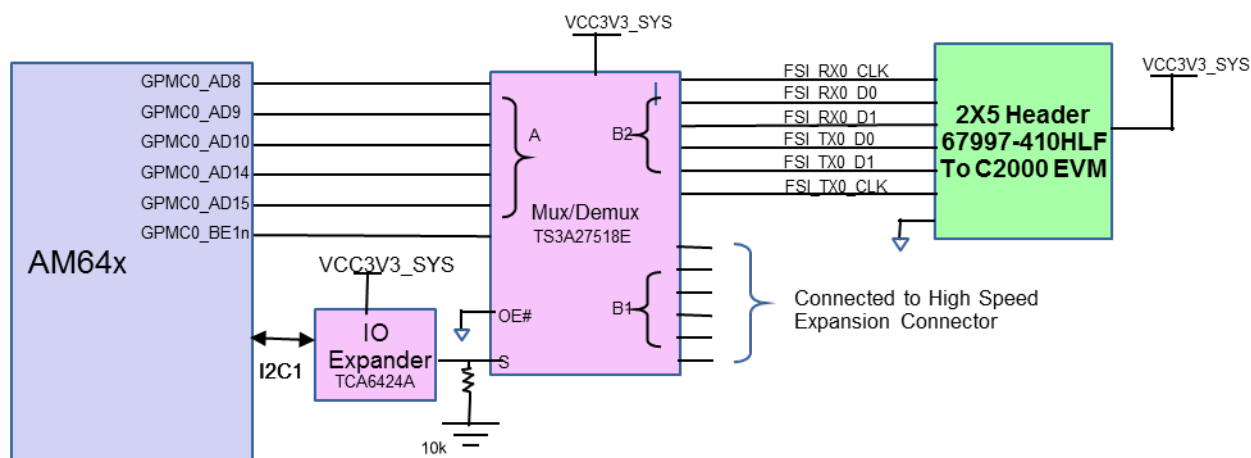 VCC3V3_SYS
GPMC0_AD8
GPMC0_AD9
GPMC0_AD10
GPMC0_AD14
GPMC0_AD15
GPMC0_BE1n
AM64x
VCC3V3_SYS
IO
Expander
TCA6424A
I2C1
10k
A
B2
Mux/Demux
TS3A27518E
OE#
B1
S
FSI_RX0_CLK
FSI_RX0_D0
FSI_RX0_D1
FSI_TX0_D0
FSI_TX0_D1
FSI_TX0_CLK
2X5 Header
67997-410HLF
To C2000 EVM
VCC3V3_SYS
Connected to High Speed
Expansion Connector